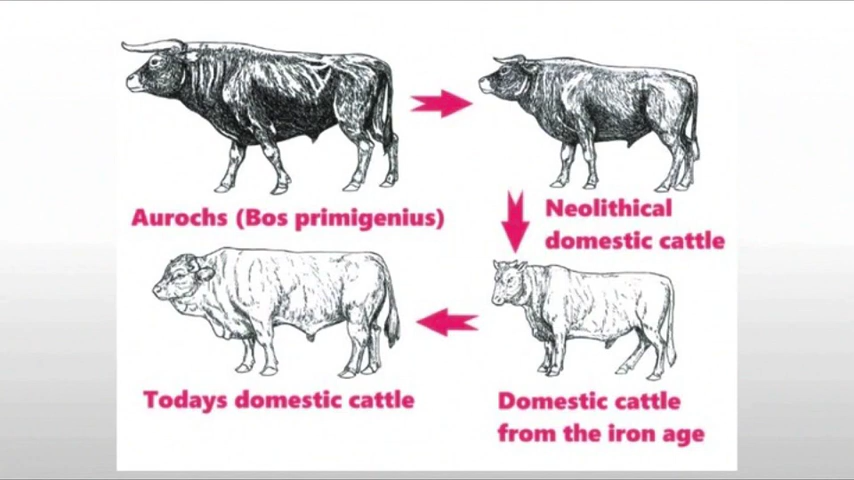 Aurochs (Bos primigenius)
Neolithical
domestic cattle
Domestic cattle
from the iron age
Todays domestic cattle